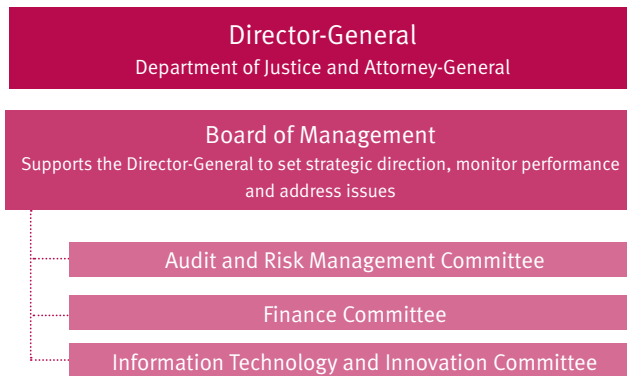 Director-General
Department of Justice and Attorney-General
Board of Management
Supports the Director-General to set strategic direction, monitor performance
and address issues
Audit and Risk Management Committee
Finance Committee
Information Technology and Innovation Committee